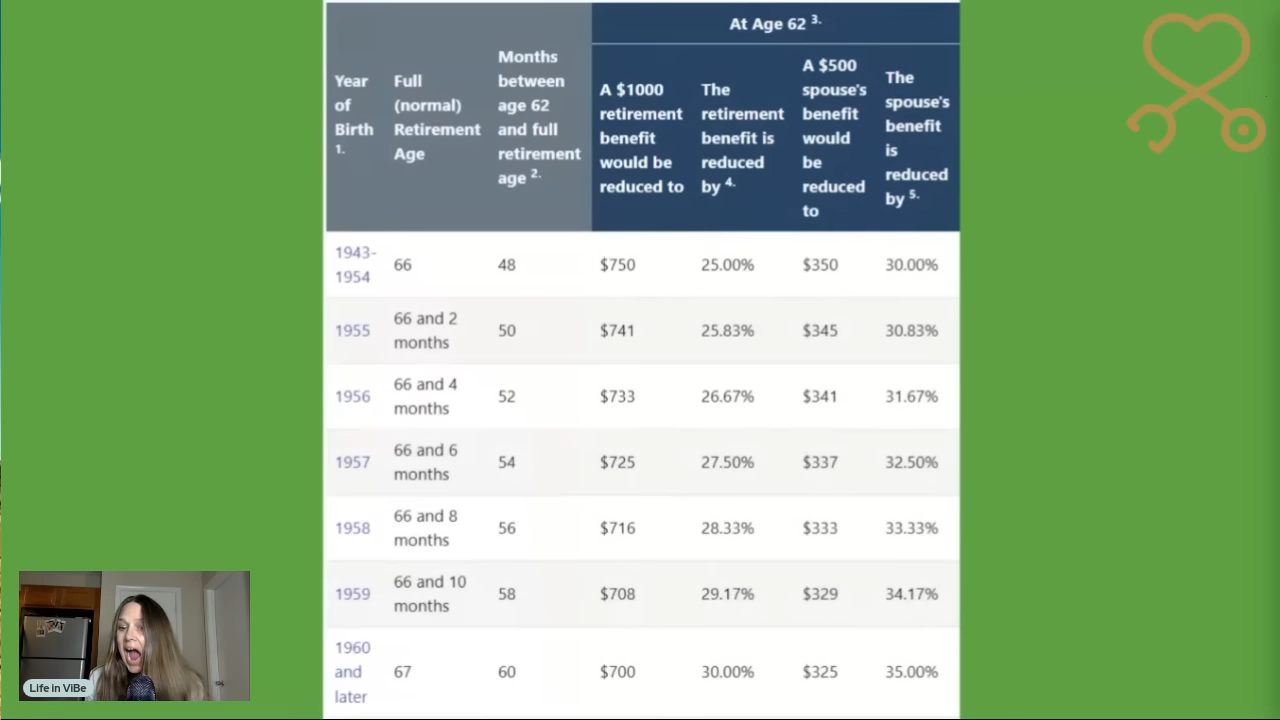 At Age 62 3.
Year
of
Birth
1.
Full
(normal)
Retirement
Age
Months
between
age 62
and full
retirement
age 2.
A $1000
retirement
benefit
would be
reduced to
The
retirement
benefit is
reduced
by 4.
A $500
spouse's
benefit
would
be
reduced
to
The
spouse's
benefit
is
reduced
by 5.
1943-
1954
66
48
$750
25.00%
$350
30.00%
1955
66 and 2
months
50
$741
25.83%
$345
30.83%
1956
66 and 4
months
52
$733
26.67%
$341
31.67%
1957
66 and 6
months
54
$725
27.50%
$337
32.50%
1958
66 and 8
months
56
$716
28.33%
$333
33.33%
1959
66 and 10
months
58
$708
29.17%
$329
34.17%
1960
and
later
67
60
$700
30.00%
$325
35.00%
Life in ViBe